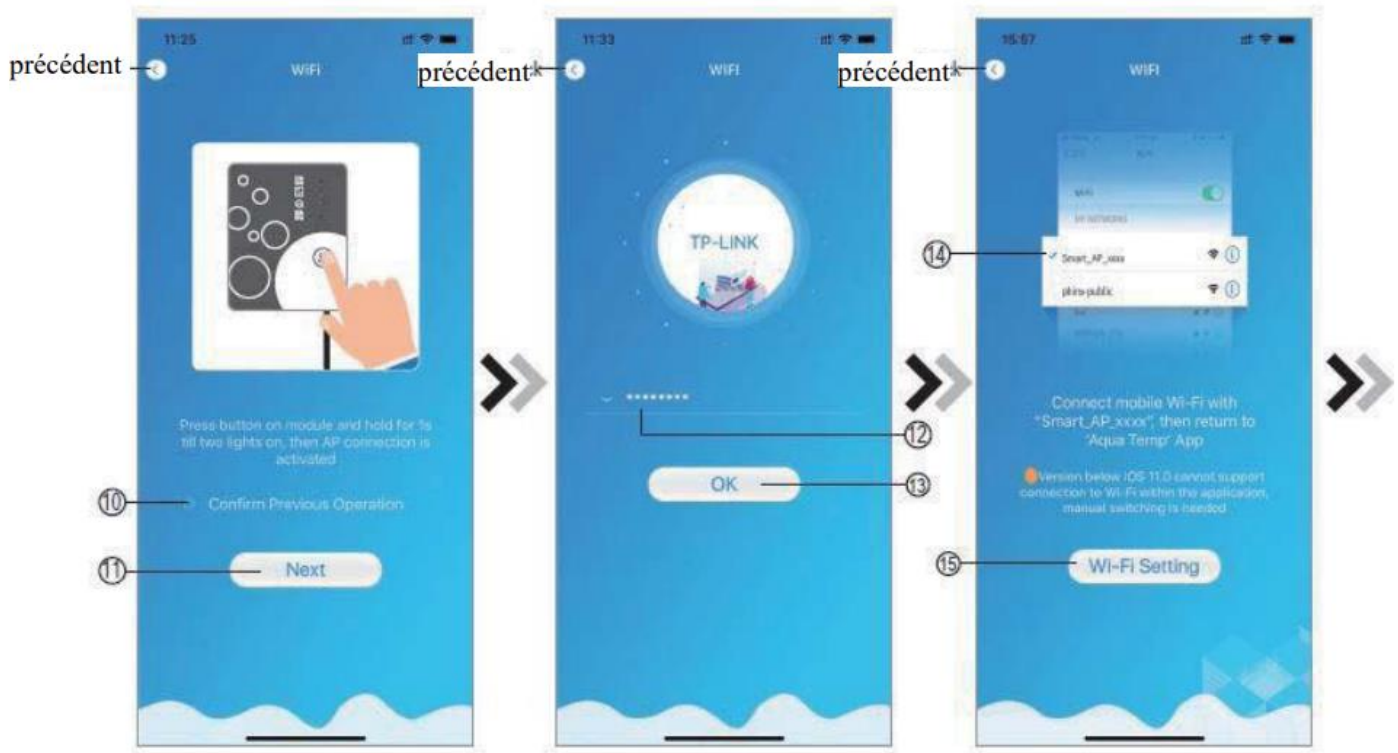 11:25
précédent
WiFi
Press button on module and hold for 1s
till two lights on, then AP connection is
activated
⑩
Confirm Previous Operation
⑪
Next
11:33
précédent
WIFI
TP-LINK
⑫
OK
⑬
15:57
précédent
WIFI
⑭
Smart_AP_xxxx
Connect mobile Wi-Fi with
"Smart_AP_xxxx", then return to
'Aqua Temp' App
Version below iOS 11.0 cannot support
connection to Wi-Fi within the application,
manual switching is needed
⑮
Wi-Fi Setting